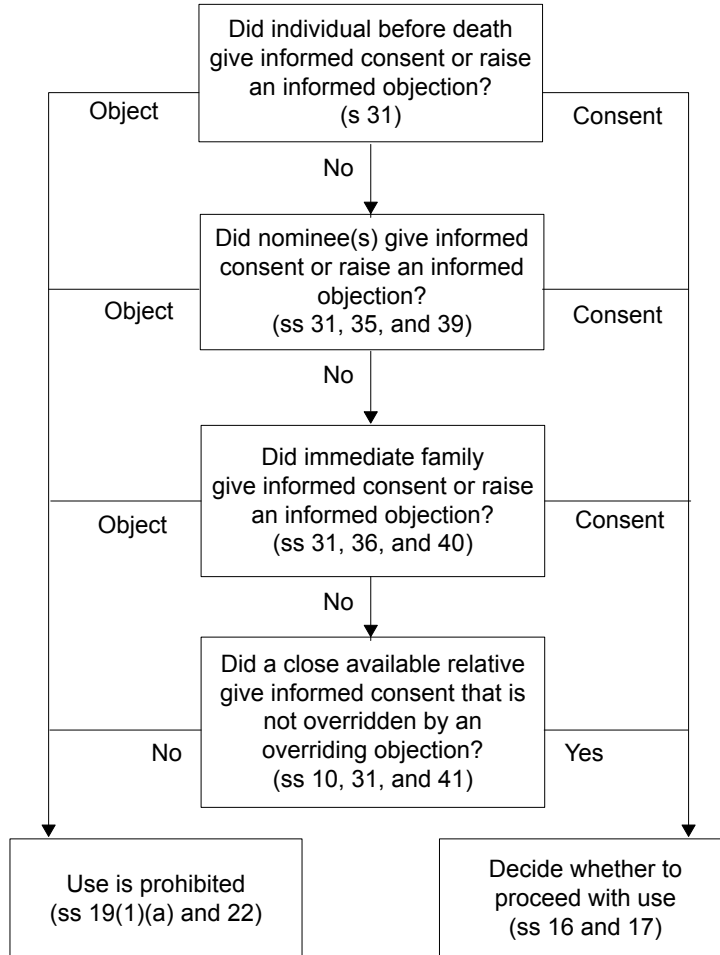 Did individual before death
give informed consent or raise
an informed objection?
(s 31)
Object
Consent
No
Did nominee(s) give informed
consent or raise an informed
objection?
(ss 31, 35, and 39)
Object
Consent
No
Did immediate family
give informed consent or raise
an informed objection?
(ss 31, 36, and 40)
Object
Consent
No
Did a close available relative
give informed consent that is
not overridden by an
overriding objection?
(ss 10, 31, and 41)
No
Yes
Use is prohibited
(ss 19(1)(a) and 22)
Decide whether to
proceed with use
(ss 16 and 17)